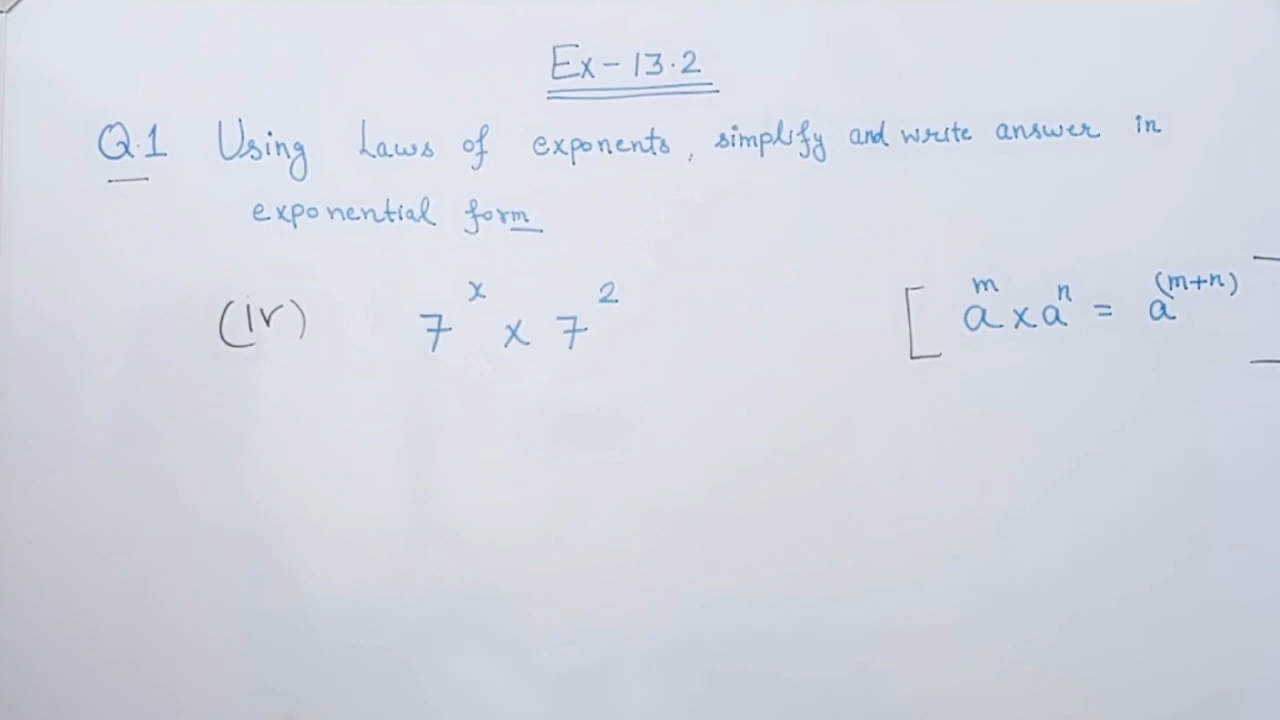 Ex - 13.2
Q.1 Using Laws of exponents, simplify and write answer in
exponential form
(iv) 7^x × 7^2 [ a^m × a^n = a^(m+n) ]